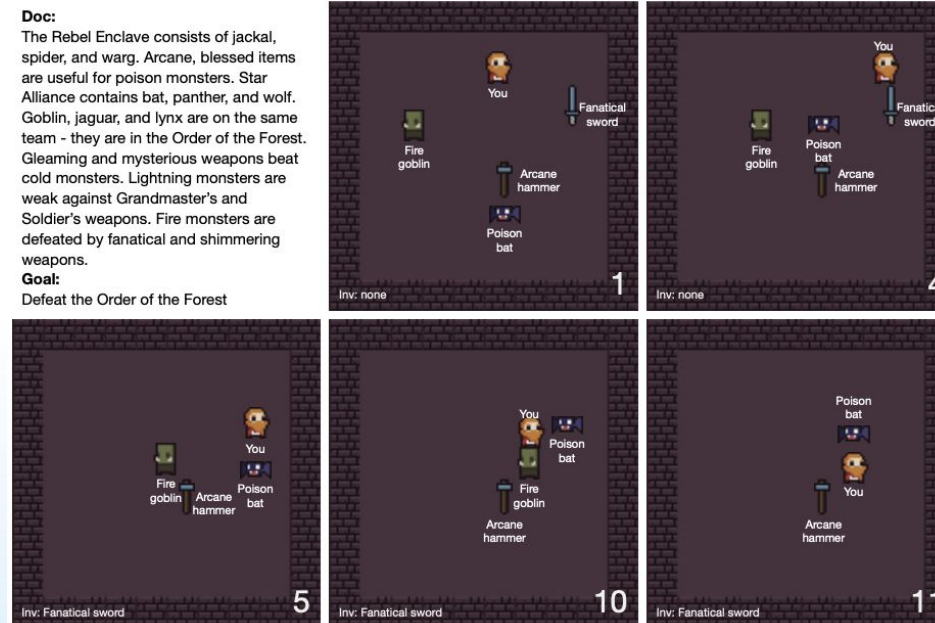 Doc:
The Rebel Enclave consists of jackal,
spider, and warg. Arcane, blessed items
are useful for poison monsters. Star
Alliance contains bat, panther, and wolf.
Goblin, jaguar, and lynx are on the same
team - they are in the Order of the Forest.
Gleaming and mysterious weapons beat
cold monsters. Lightning monsters are
weak against Grandmaster's and
Soldier's weapons. Fire monsters are
defeated by fanatical and shimmering
weapons.
Goal:
Defeat the Order of the Forest
You
Fanatical
sword
Fire
goblin
Arcane
hammer
Poison
bat
Inv: none
1
You
Fanatic
sword
Fire
goblin
Poison
bat
Arcane
hammer
Inv: none
4
You
Fire
goblin
Arcane
hammer
Poison
bat
Inv: Fanatical sword
5
You
Poison
bat
Fire
goblin
Arcane
hammer
Inv: Fanatical sword
10
Poison
bat
You
Arcane
hammer
Inv: Fanatical sword
11